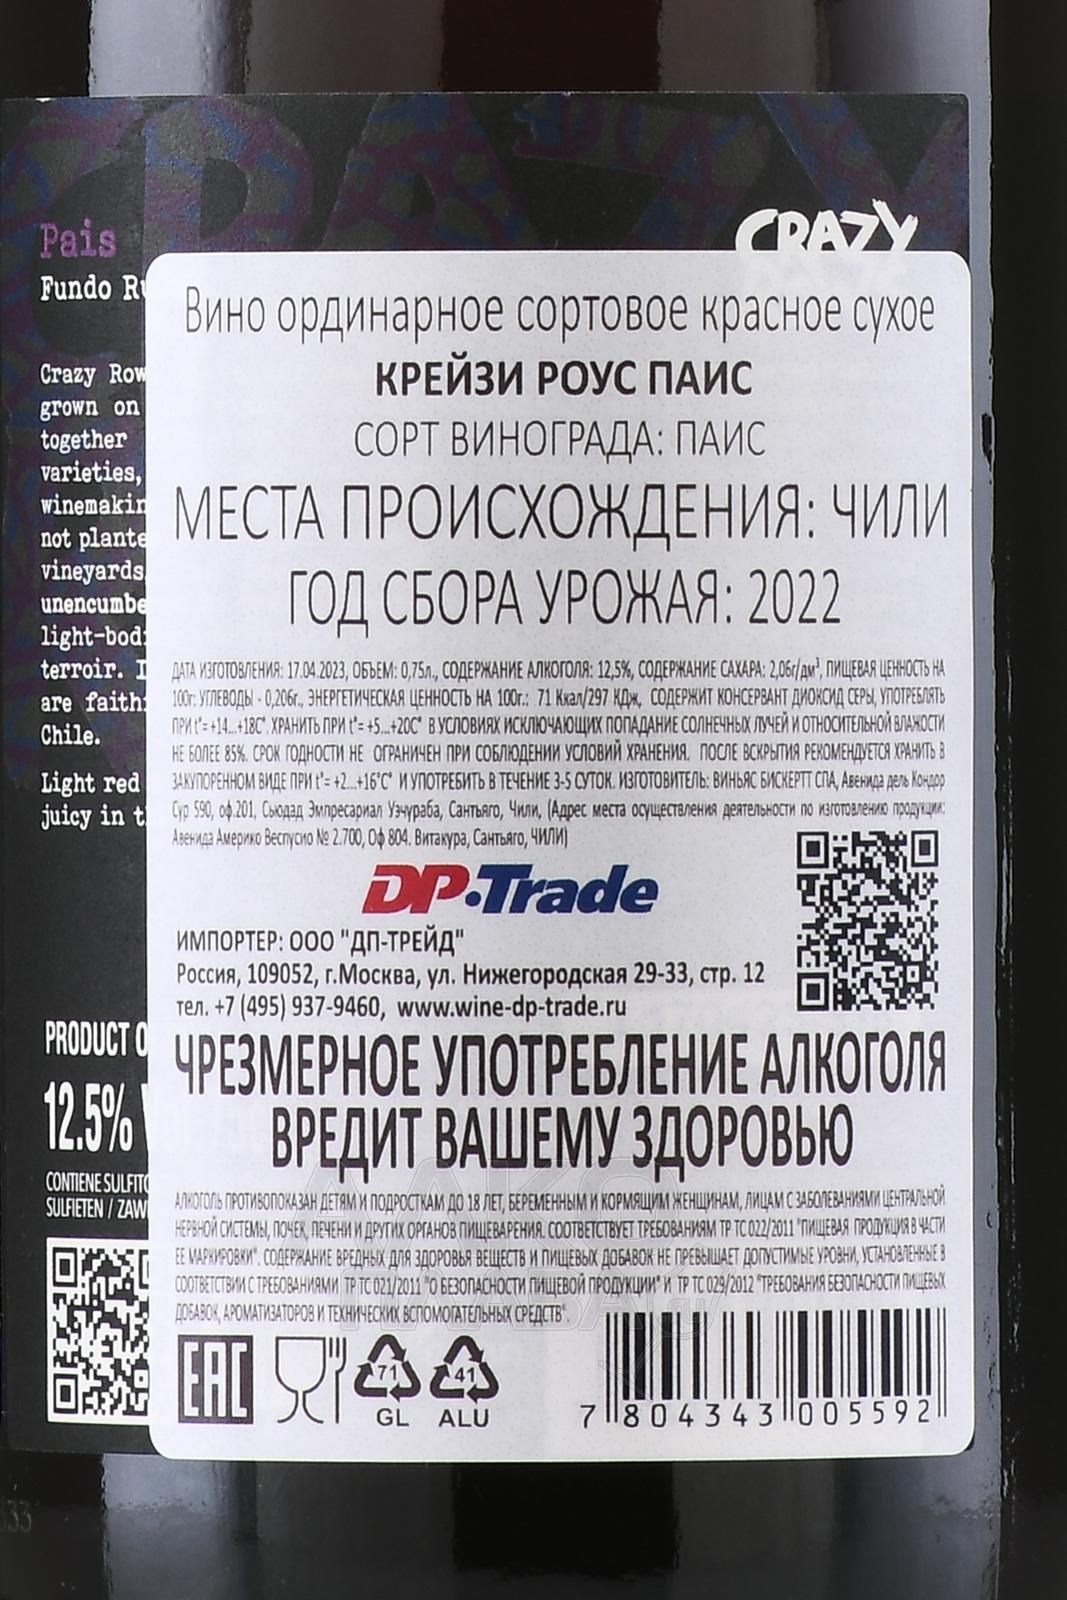 CRAZY
Pais
Fundo
Crazy Row
grown on
together
varieties,
winemakin
not plante
vineyards
unencumbe
light-bodi
terroir. I
are faith
Chile.
Light red
juicy in t
PRODUCT O
12.5%
CONTIENE SULFITO
SULFIETEN / ZAW
Вино ординарное сортовое красное сухое
КРЕЙЗИ РОУС ПАИС
СОРТ ВИНОГРАДА: ПАИС
МЕСТА ПРОИСХОЖДЕНИЯ: ЧИЛИ
ГОД СБОРА УРОЖАЯ: 2022
ДАТА ИЗГОТОВЛЕНИЯ: 17.04.2023, ОБЪЕМ: 0,75л., СОДЕРЖАНИЕ АЛКОГОЛЯ: 12,5%, СОДЕРЖАНИЕ САХАРА: 2,06г/дм³, ПИЩЕВАЯ ЦЕННОСТЬ НА
100г: УГЛЕВОДЫ - 0,206г., ЭНЕРГЕТИЧЕСКАЯ ЦЕННОСТЬ НА 100г.: 71 Ккал/297 КДж, СОДЕРЖИТ КОНСЕРВАНТ ДИОКСИД СЕРЫ, УПОТРЕБЛЯТЬ
ПРИ t°= +14...+18C°. ХРАНИТЬ ПРИ t°= +5...+20C° В УСЛОВИЯХ ИСКЛЮЧАЮЩИХ ПОПАДАНИЕ СОЛНЕЧНЫХ ЛУЧЕЙ И ОТНОСИТЕЛЬНОЙ ВЛАЖОСТИ
НЕ БОЛЕЕ 85%. СРОК ГОДНОСТИ НЕ ОГРАНИЧЕН ПРИ СОБЛЮДЕНИИ УСЛОВИЙ ХРАНЕНИЯ. ПОСЛЕ ВСКРЫТИЯ РЕКОМЕНДУЕТСЯ ХРАНИТЬ В
ЗАКУПОРЕННОМ ВИДЕ ПРИ t°= +2...+16°C° И УПОТРЕБИТЬ В ТЕЧЕНИЕ 3-5 СУТОК. ИЗГОТОВИТЕЛЬ: ВИНЬЯС БИСКЕРТТ СПА, Авенида дель Кондор
Сур 590, оф.201, Сьюдад Эмпресариал Уэчураба, Сантьяго, Чили, (Адрес места осуществления деятельности по изготовлению продукции:
Авенида Америко Веспусио № 2.700, Оф 804. Витакура, Сантьяго, ЧИЛИ)
DP·Trade
ИМПОРТЕР: ООО "ДП-ТРЕЙД"
Россия, 109052, г.Москва, ул. Нижегородская 29-33, стр. 12
тел. +7 (495) 937-9460, www.wine-dp-trade.ru
ЧРЕЗМЕРНОЕ УПОТРЕБЛЕНИЕ АЛКОГОЛЯ
ВРЕДИТ ВАШЕМУ ЗДОРОВЬЮ
АЛКОГОЛЬ ПРОТИВОПОКАЗАН ДЕТЯМ И ПОДРОСТКАМ ДО 18 ЛЕТ, БЕРЕМЕННЫМ И КОРМЯЩИМ ЖЕНЩИНАМ, ЛИЦАМ С ЗАБОЛЕВАНИЯМИ ЦЕНТРАЛЬНОЙ
НЕРВНОЙ СИСТЕМЫ, ПОЧЕК, ПЕЧЕНИ И ДРУГИХ ОРГАНОВ ПИЩЕВАРЕНИЯ. СООТВЕТСТВУЕТ ТРЕБОВАНИЯМ ТР ТС 022/2011 "ПИЩЕВАЯ ПРОДУКЦИЯ В ЧАСТИ
ЕЕ МАРКИРОВКИ". СОДЕРЖАНИЕ ВРЕДНЫХ ДЛЯ ЗДОРОВЬЯ ВЕЩЕСТВ И ПИЩЕВЫХ ДОБАВОК НЕ ПРЕВЫШАЕТ ДОПУСТИМЫЕ УРОВНИ, УСТАНОВЛЕННЫЕ В
СООТВЕТСТВИИ С ТРЕБОВАНИЯМИ ТР ТС 021/2011 "О БЕЗОПАСНОСТИ ПИЩЕВОЙ ПРОДУКЦИИ" И ТР ТС 029/2012 "ТРЕБОВАНИЯ БЕЗОПАСНОСТИ ПИЩЕВЫХ
ДОБАВОК, АРОМАТИЗАТОРОВ И ТЕХНИЧЕСКИХ ВСПОМОГАТЕЛЬНЫХ СРЕДСТВ".
EAC
71
GL
41
ALU
7 804343 005592